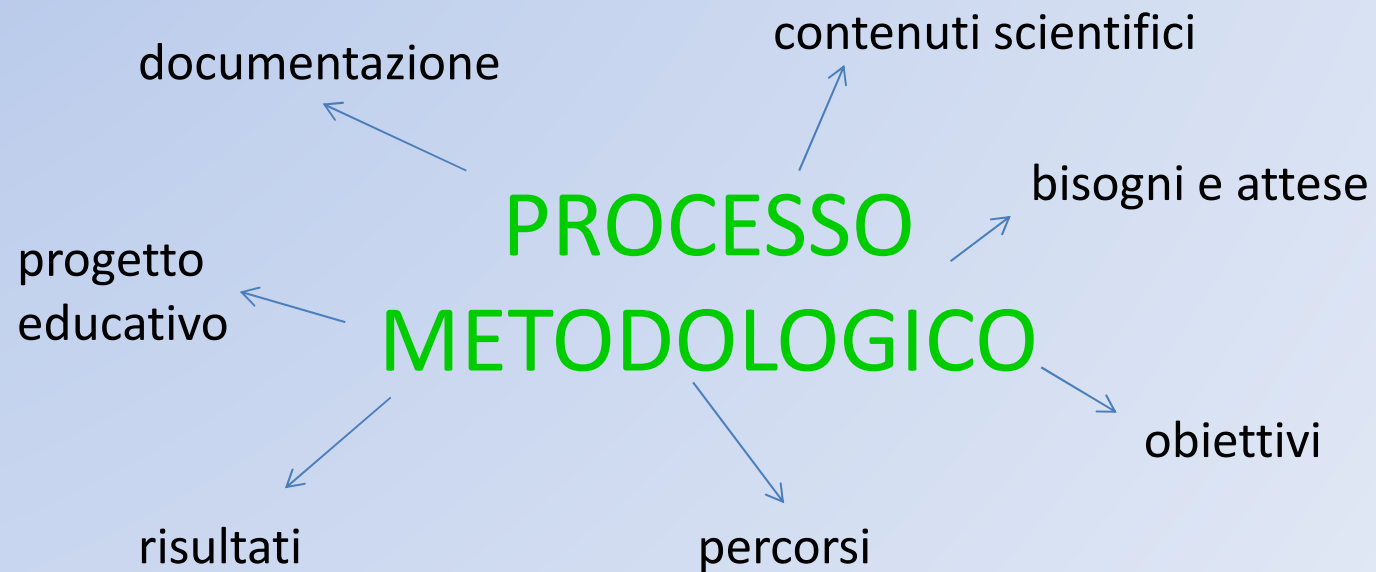 contenuti scientifici
documentazione
bisogni e attese
PROCESSO
METODOLOGICO
progetto
educativo
obiettivi
risultati
percorsi